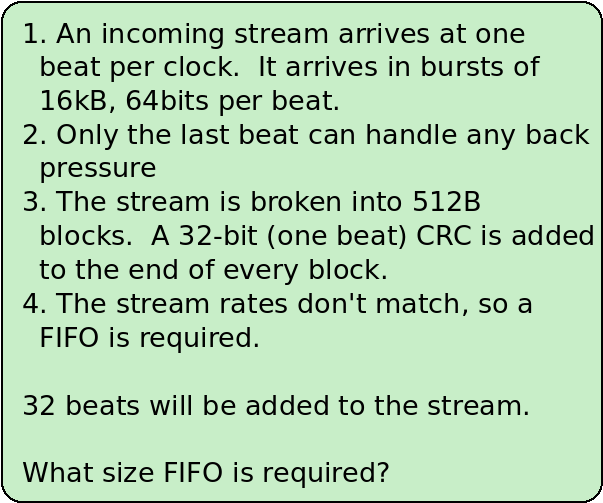 1. An incoming stream arrives at one
beat per clock.  It arrives in bursts of
16kB, 64bits per beat.
2. Only the last beat can handle any back
pressure
3. The stream is broken into 512B
blocks.  A 32-bit (one beat) CRC is added
to the end of every block.
4. The stream rates don't match, so a
FIFO is required.
32 beats will be added to the stream.
What size FIFO is required?